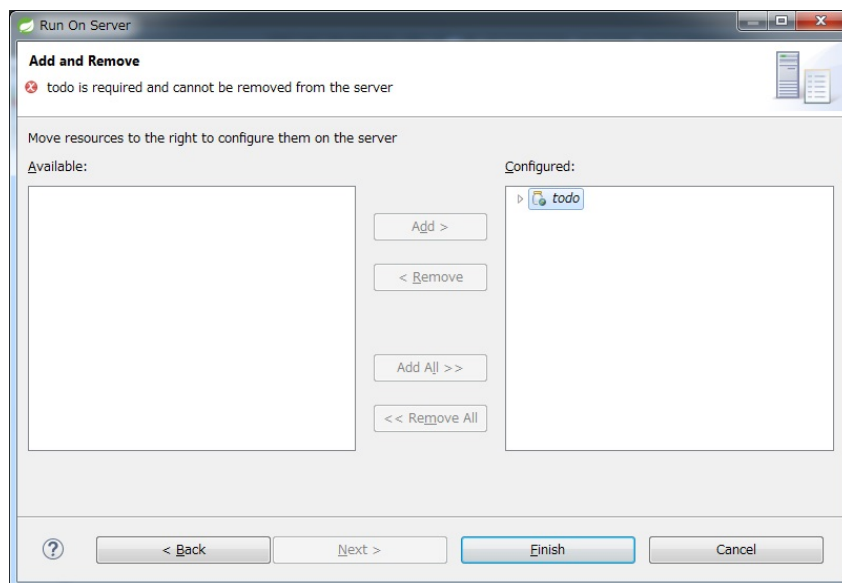 Run On Server
Add and Remove
todo is required and cannot be removed from the server
Move resources to the right to configure them on the server
Available:
Configured:
todo
Add >
< Remove
Add All >>
<< Remove All
?
< Back
Next >
Finish
Cancel